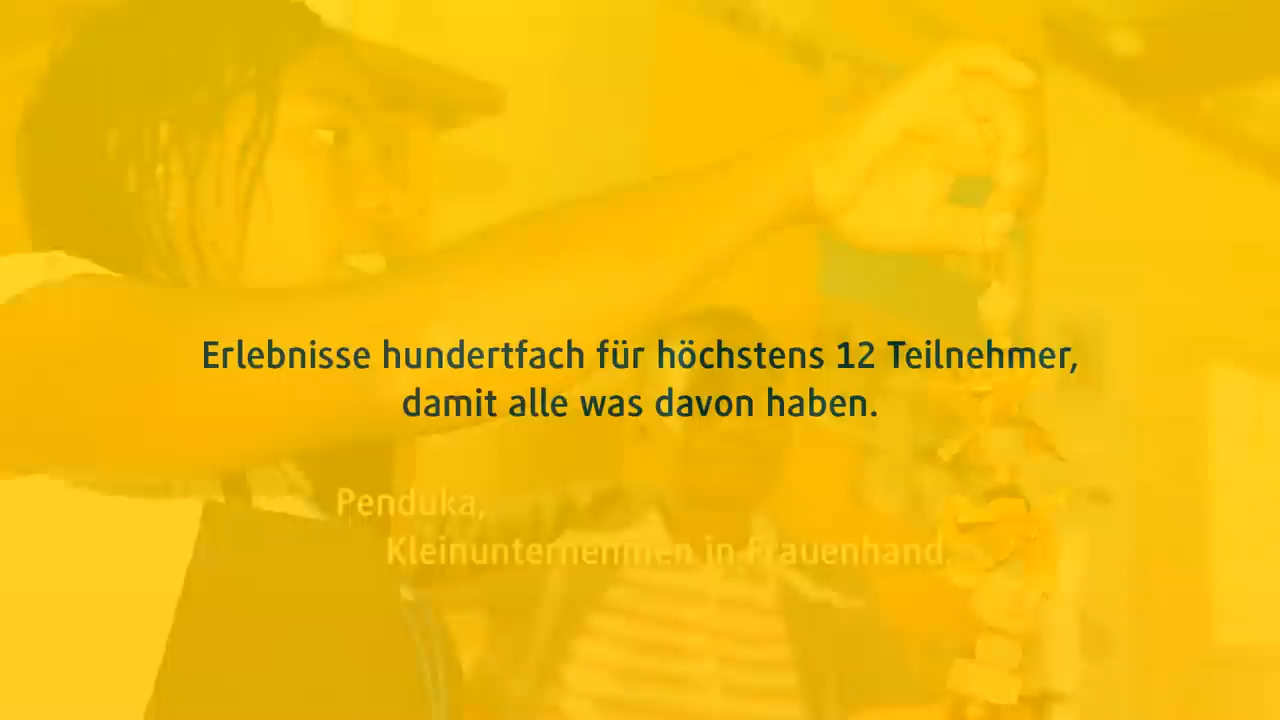 Erlebnisse hundertfach für höchstens 12 Teilnehmer,
damit alle was davon haben.
Penduka,
Kleinunternehmen in Frauenhand.